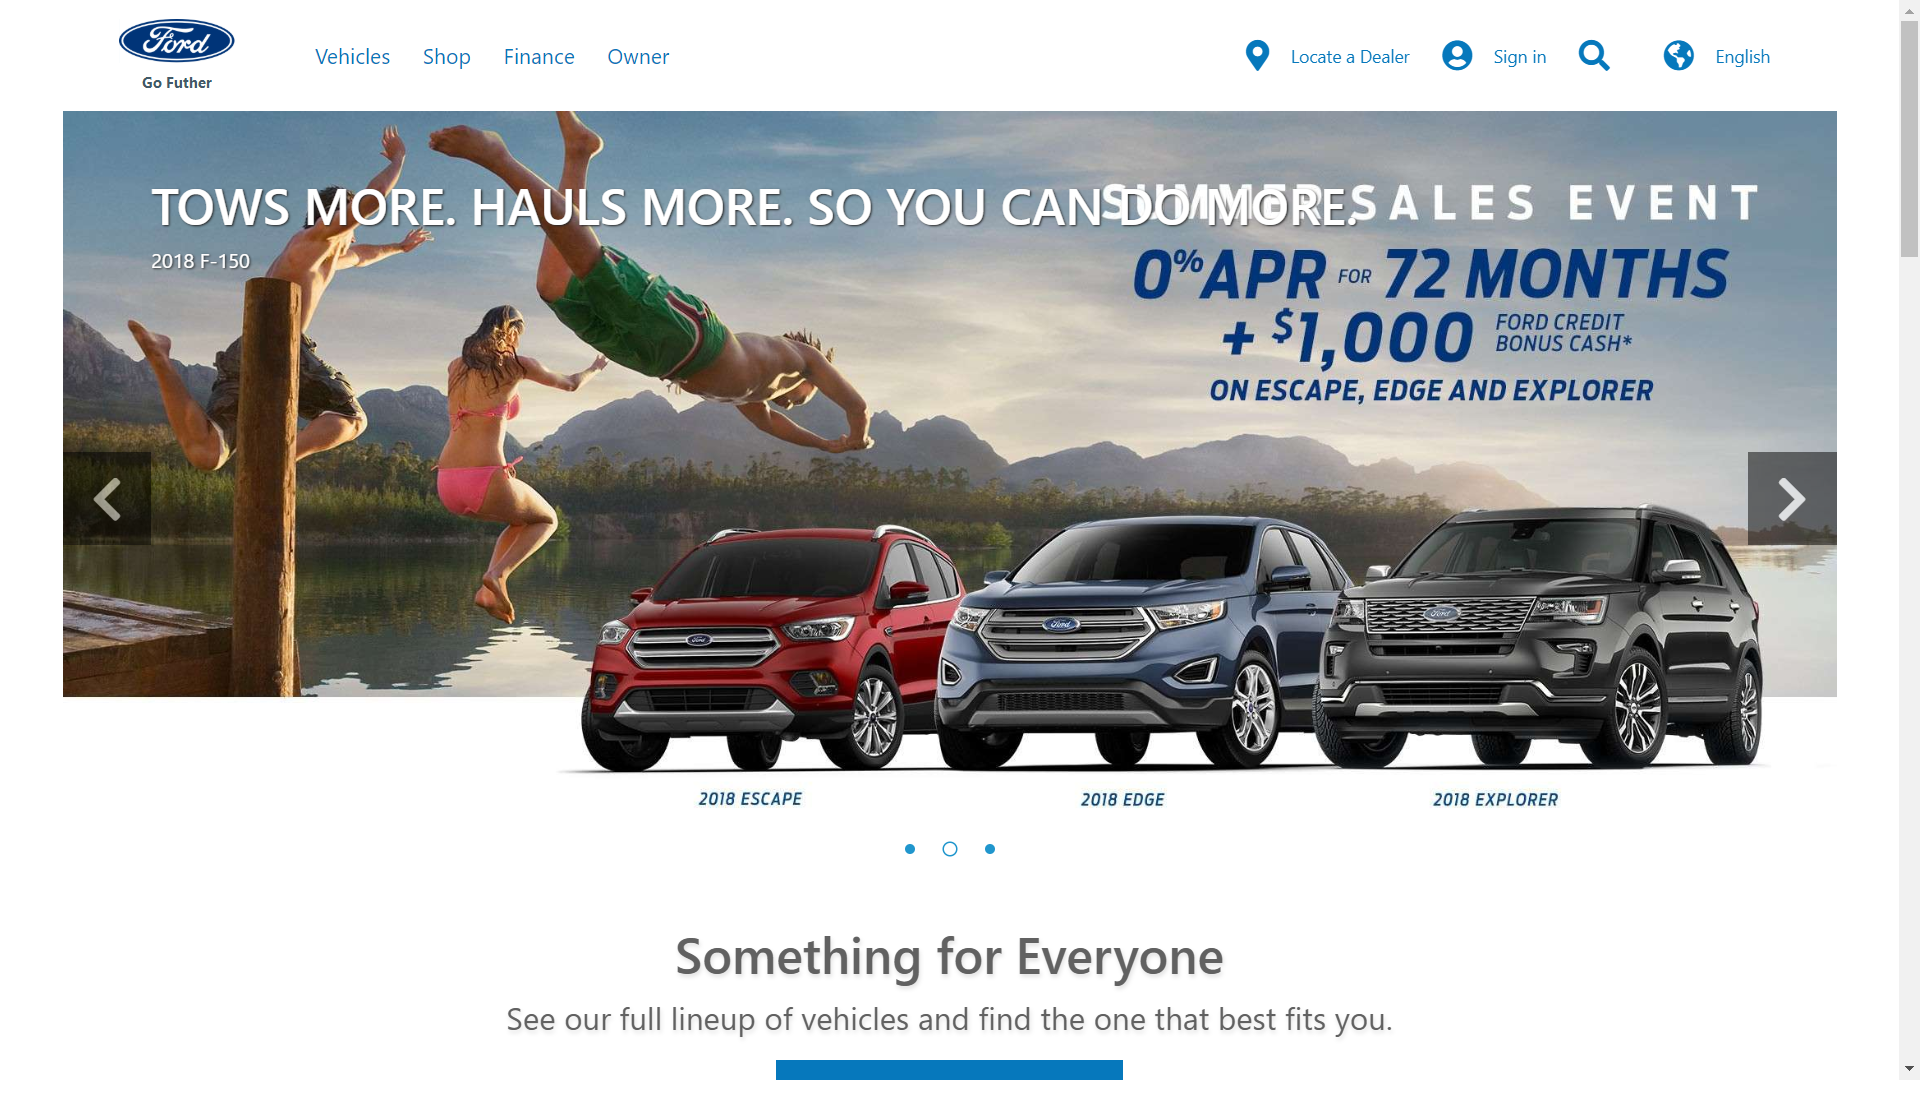 Ford
Go Futher
Vehicles
Shop
Finance
Owner
Locate a Dealer
Sign in
English
TOWS MORE. HAULS MORE. SO YOU CAN DO MORE.
SUMMER SALES EVENT
2018 F-150
0% APR FOR 72 MONTHS
+ $1,000 FORD CREDIT
BONUS CASH*
ON ESCAPE, EDGE AND EXPLORER
Ford
Ford
Ford
2018 ESCAPE
2018 EDGE
2018 EXPLORER
Something for Everyone
See our full lineup of vehicles and find the one that best fits you.